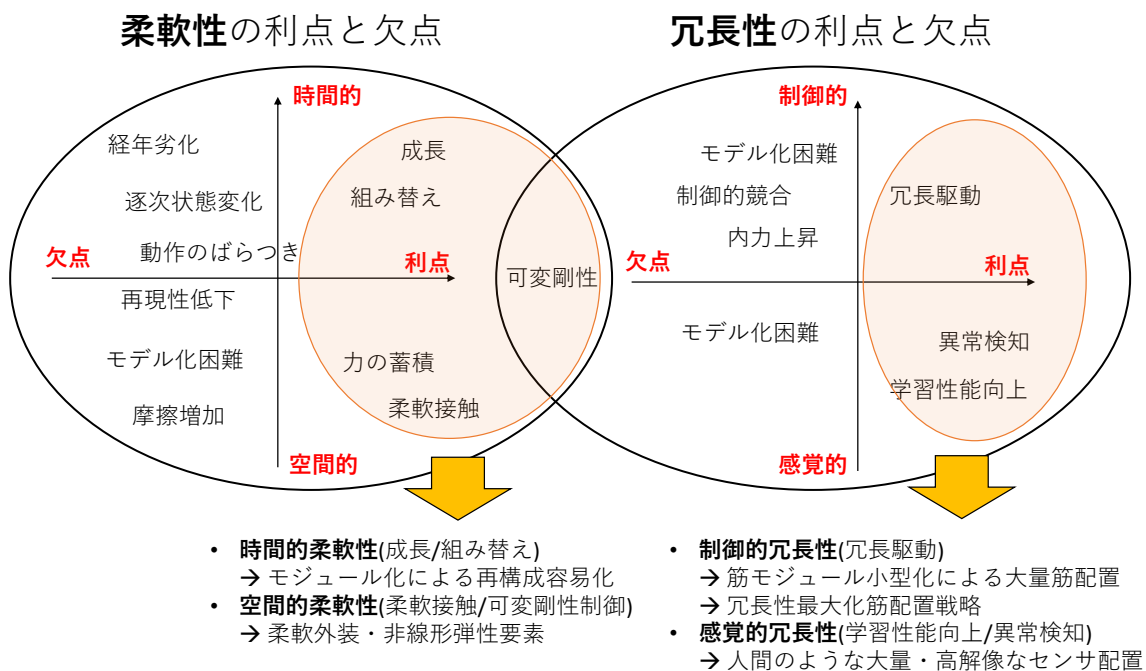 柔軟性の利点と欠点
時間的
経年劣化
成長
逐次状態変化
組み替え
動作のばらつき
欠点
利点
可変剛性
再現性低下
モデル化困難
力の蓄積
摩擦増加
柔軟接触
空間的
冗長性の利点と欠点
制御的
モデル化困難
制御的競合
冗長駆動
内力上昇
欠点
利点
モデル化困難
異常検知
学習性能向上
感覚的
• 時間的柔軟性(成長/組み替え)
→ モジュール化による再構成容易化
• 空間的柔軟性(柔軟接触/可変剛性制御)
→ 柔軟外装・非線形弾性要素
• 制御的冗長性(冗長駆動)
→ 筋モジュール小型化による大量筋配置
→ 冗長性最大化筋配置戦略
• 感覚的冗長性(学習性能向上/異常検知)
→ 人間のような大量・高解像なセンサ配置